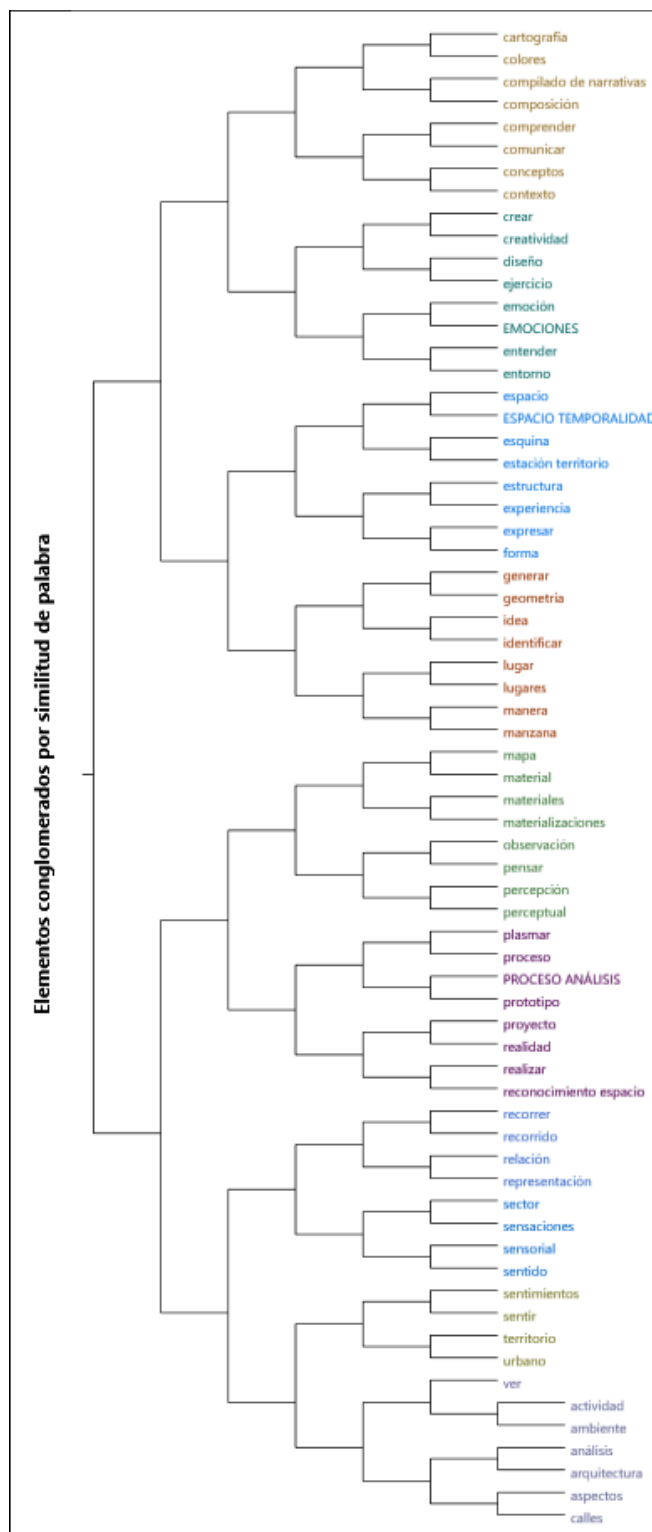 Elementos conglomerados por similitud de palabra
cartografia
colores
compilado de narrativas
composición
comprender
comunicar
conceptos
contexto
crear
creatividad
diseño
ejercicio
emoción
EMOCIONES
entender
entorno
espacio
ESPACIO TEMPORALIDAD
esquina
estación territorio
estructura
experiencia
expresar
forma
generar
geometria
idea
identificar
lugar
lugares
manera
manzana
mapa
material
materiales
materializaciones
observación
pensar
percepción
perceptual
plasmar
proceso
PROCESO ANÁLISIS
prototipo
proyecto
realidad
realizar
reconocimiento espacio
recorrer
recorrido
relación
representación
sector
sensaciones
sensorial
sentido
sentimientos
sentir
territorio
urbano
ver
actividad
ambiente
análisis
arquitectura
aspectos
calles